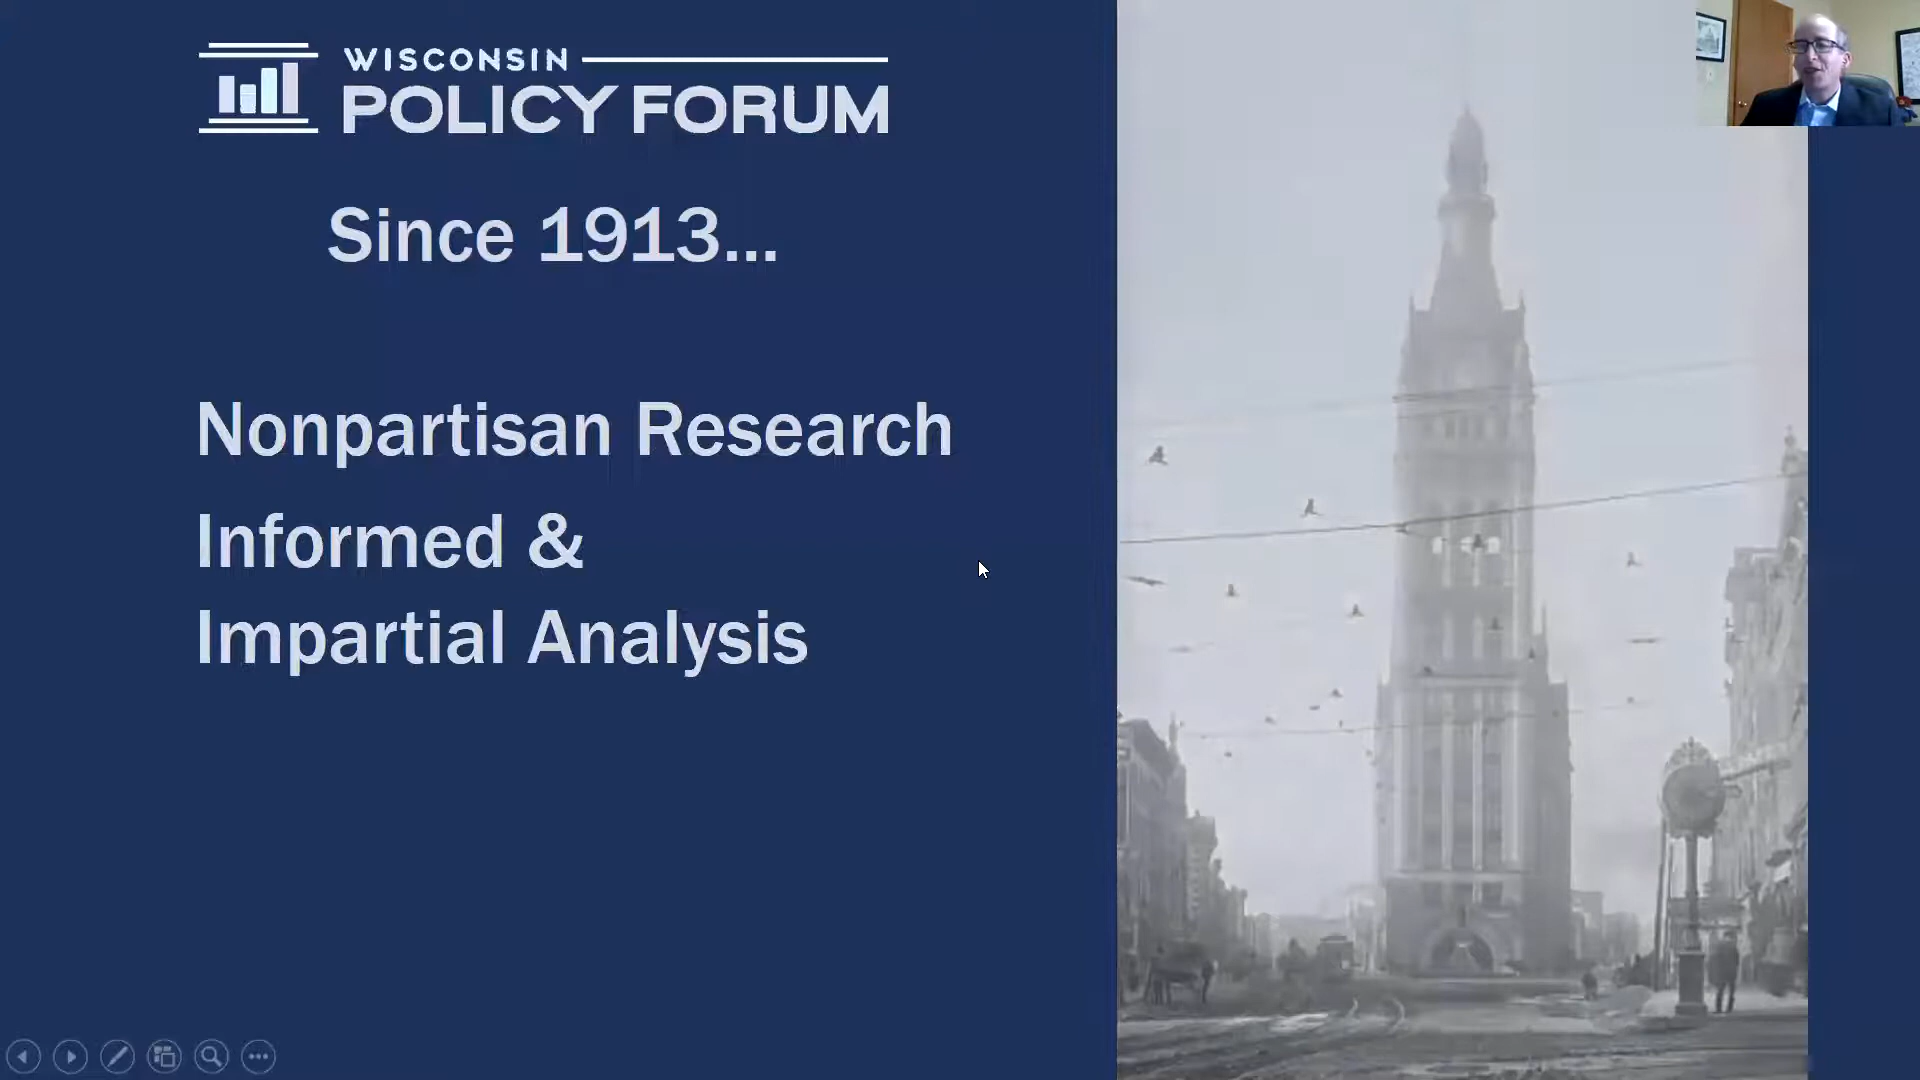 WISCONSIN
POLICY FORUM
Since 1913...
Nonpartisan Research
Informed &
Impartial Analysis